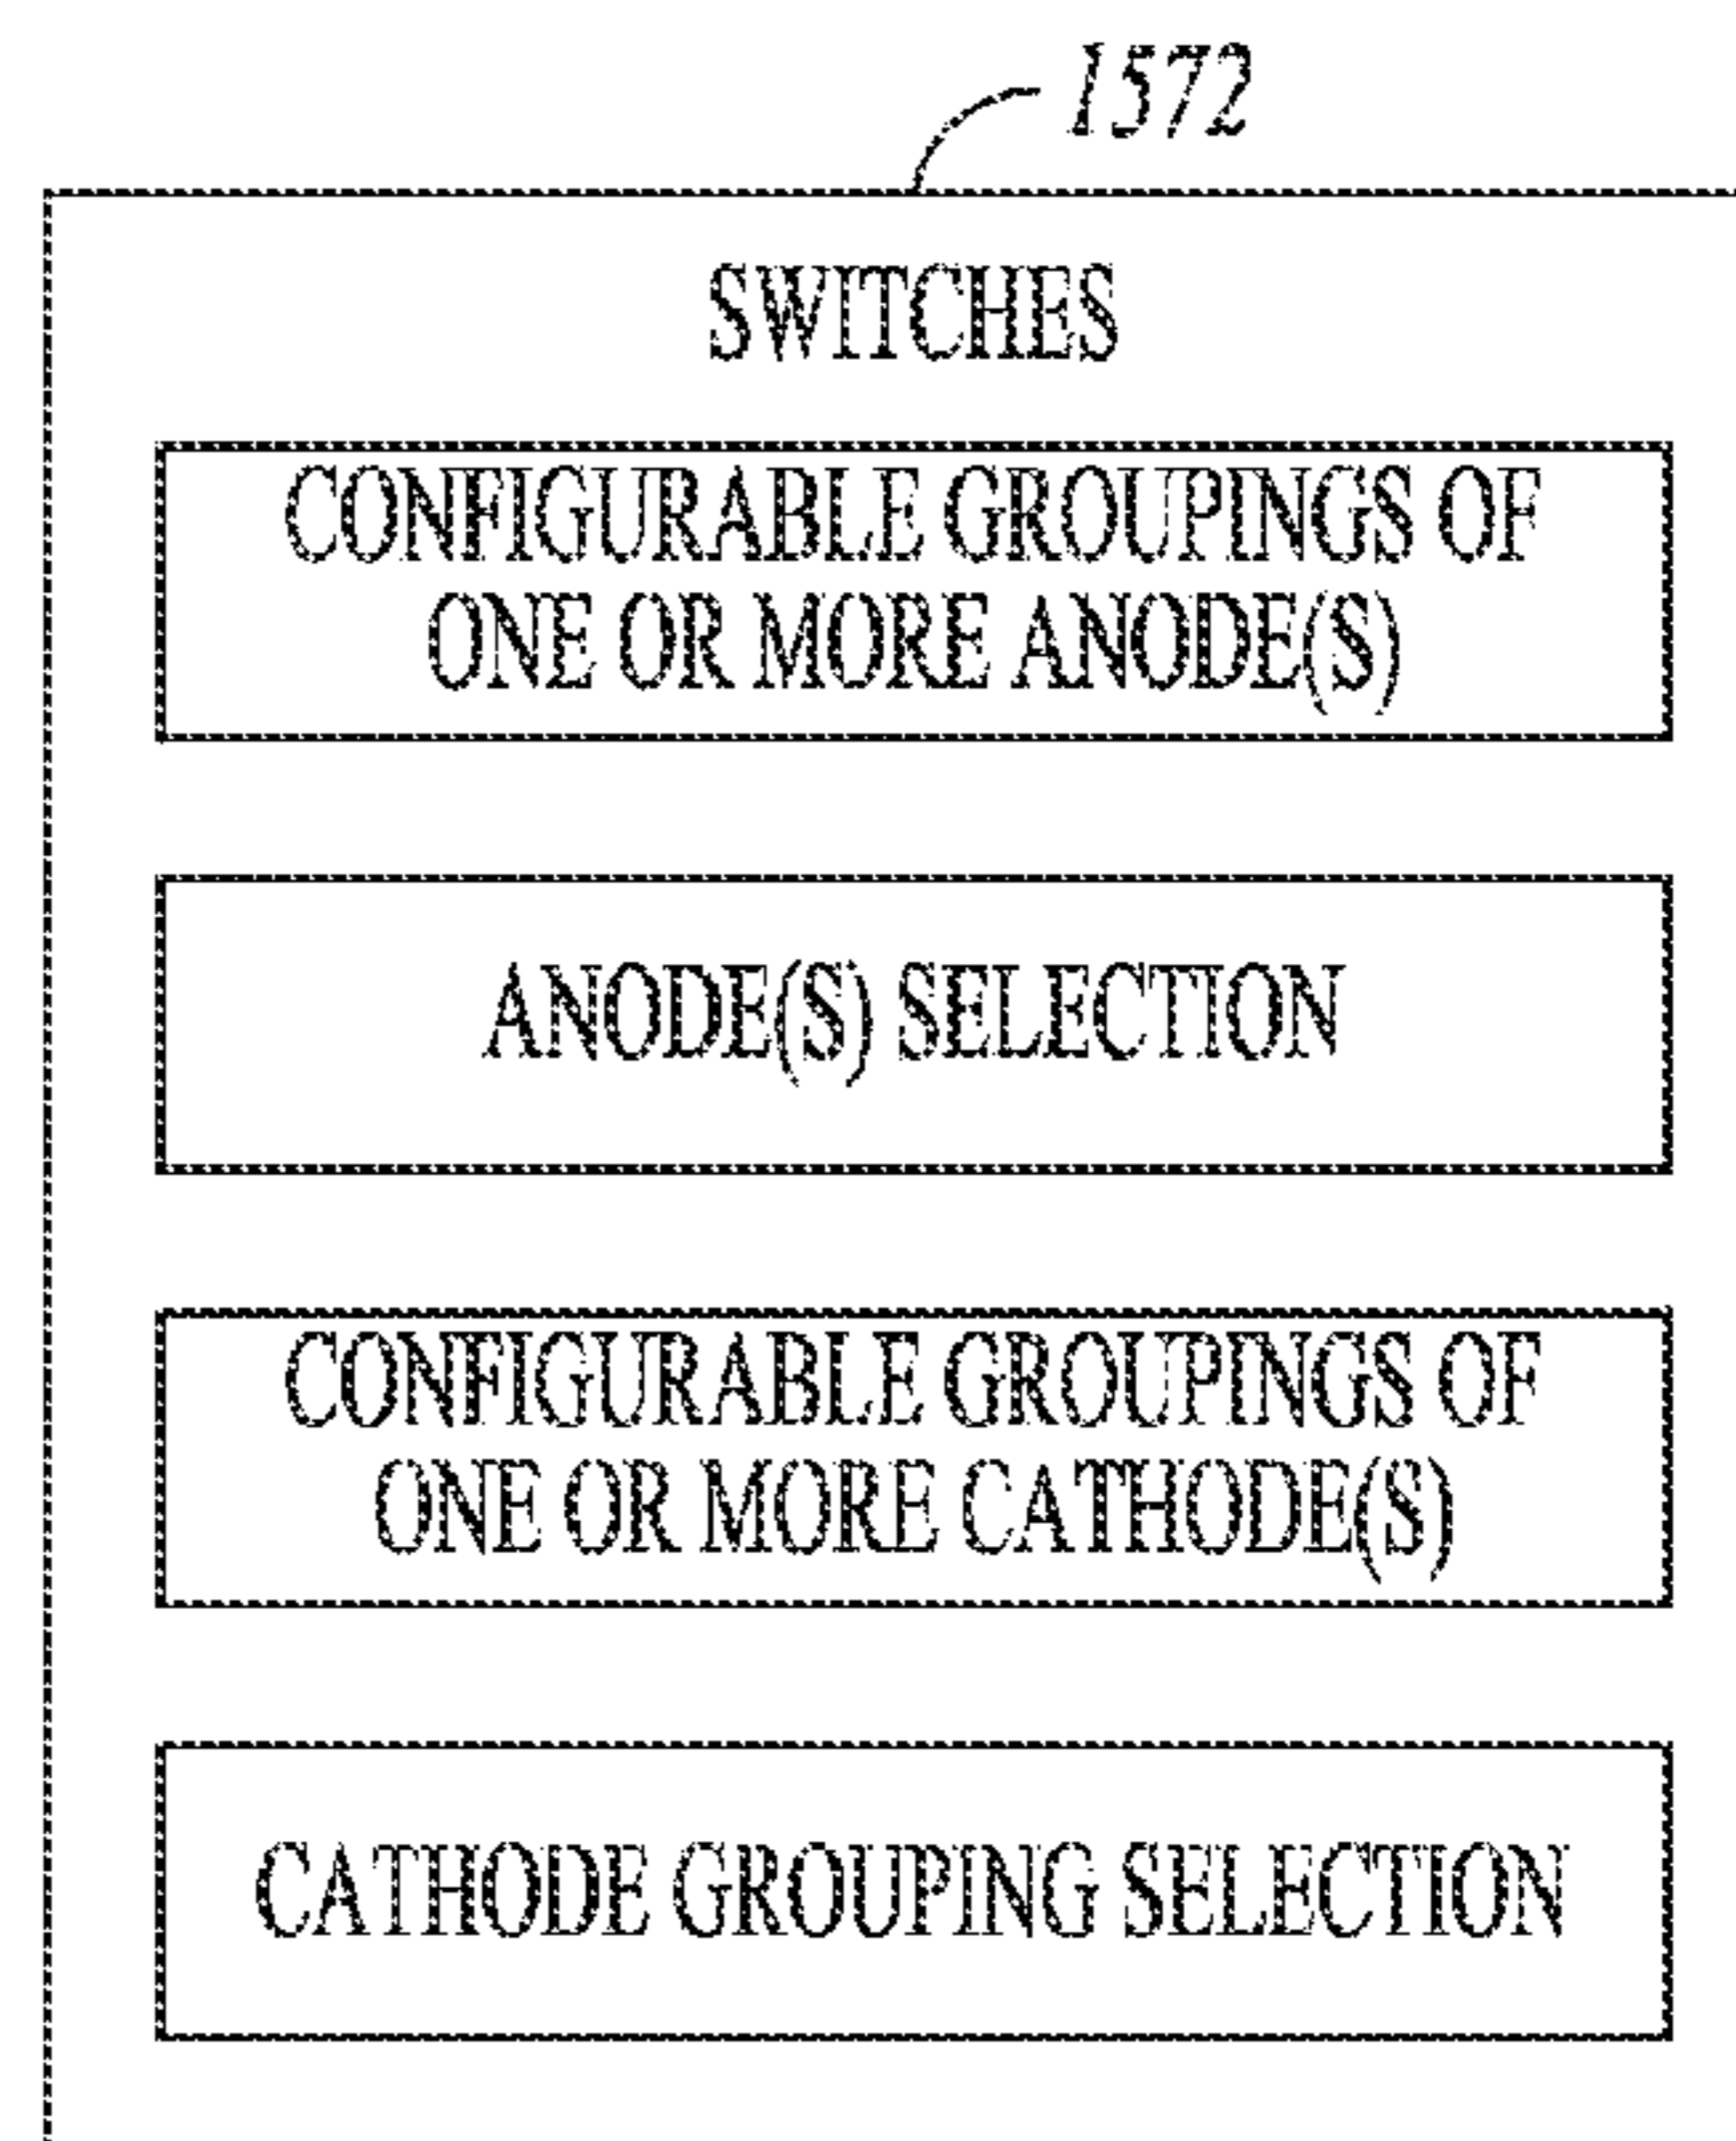 1572
SWITCHES
CONFIGURABLE GROUPINGS OF
ONE OR MORE ANODE(S)
ANODE(S) SELECTION
CONFIGURABLE GROUPINGS OF
ONE OR MORE CATHODE(S)
CATHODE GROUPING SELECTION